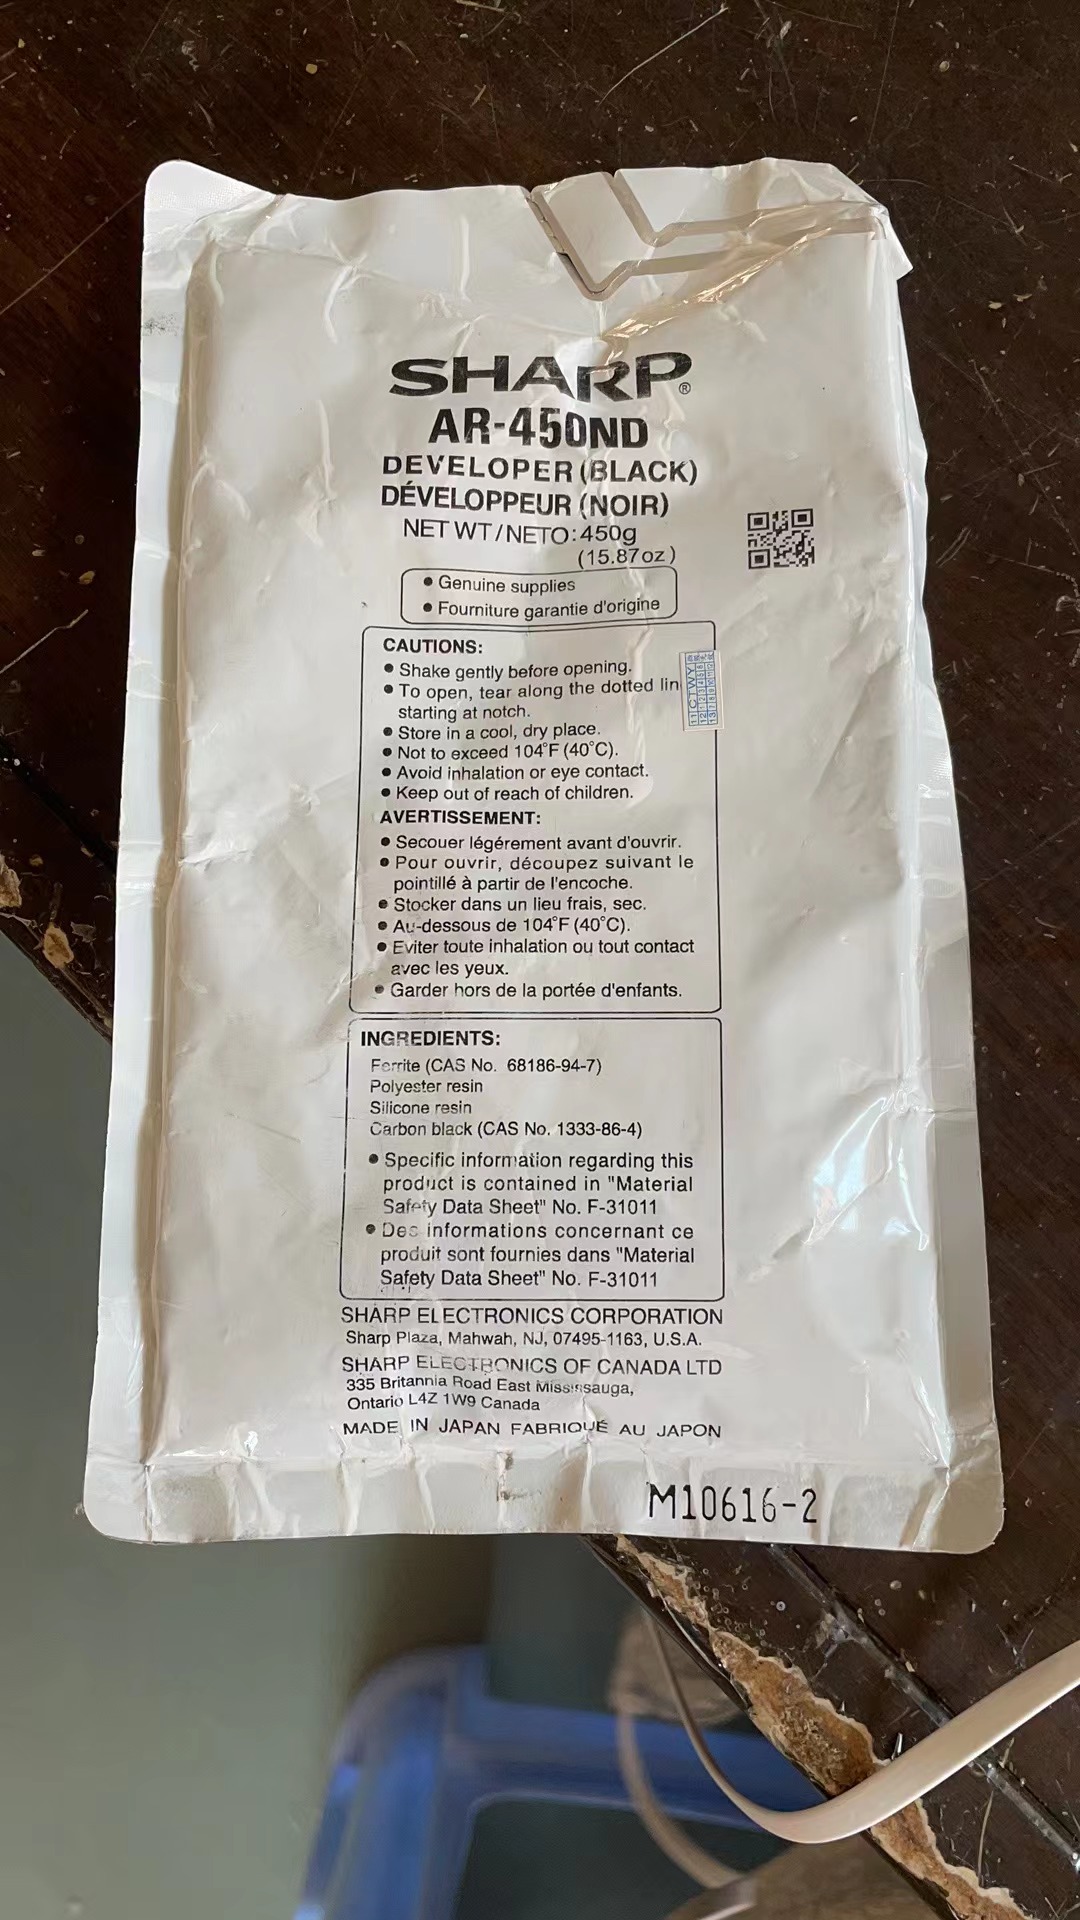 SHARP®
AR-450ND
DEVELOPER (BLACK)
DÉVELOPPEUR (NOIR)
NET WT/NETO:450g
(15.87oz)
● Genuine supplies
● Fourniture garantie d'origine
CAUTIONS:
● Shake gently before opening.
● To open, tear along the dotted lin
starting at notch.
● Store in a cool, dry place.
● Not to exceed 104°F (40°C).
● Avoid inhalation or eye contact.
● Keep out of reach of children.
AVERTISSEMENT:
● Secouer légérement avant d'ouvrir.
● Pour ouvrir, découpez suivant le
pointillé à partir de l'encoche.
● Stocker dans un lieu frais, sec.
● Au-dessous de 104°F (40°C).
● Eviter toute inhalation ou tout contact
avec les yeux.
● Garder hors de la portée d'enfants.
INGREDIENTS:
Ferrite (CAS No. 68186-94-7)
Polyester resin
Silicone resin
Carbon black (CAS No. 1333-86-4)
● Specific information regarding this
product is contained in "Material
Safety Data Sheet" No. F-31011
● Des informations concernant ce
produit sont fournies dans "Material
Safety Data Sheet" No. F-31011
SHARP ELECTRONICS CORPORATION
Sharp Plaza, Mahwah, NJ, 07495-1163, U.S.A.
SHARP ELECTRONICS OF CANADA LTD
335 Britannia Road East Mississauga,
Ontario L4Z 1W9 Canada
MADE IN JAPAN FABRIQUÉ AU JAPON
M10616-2